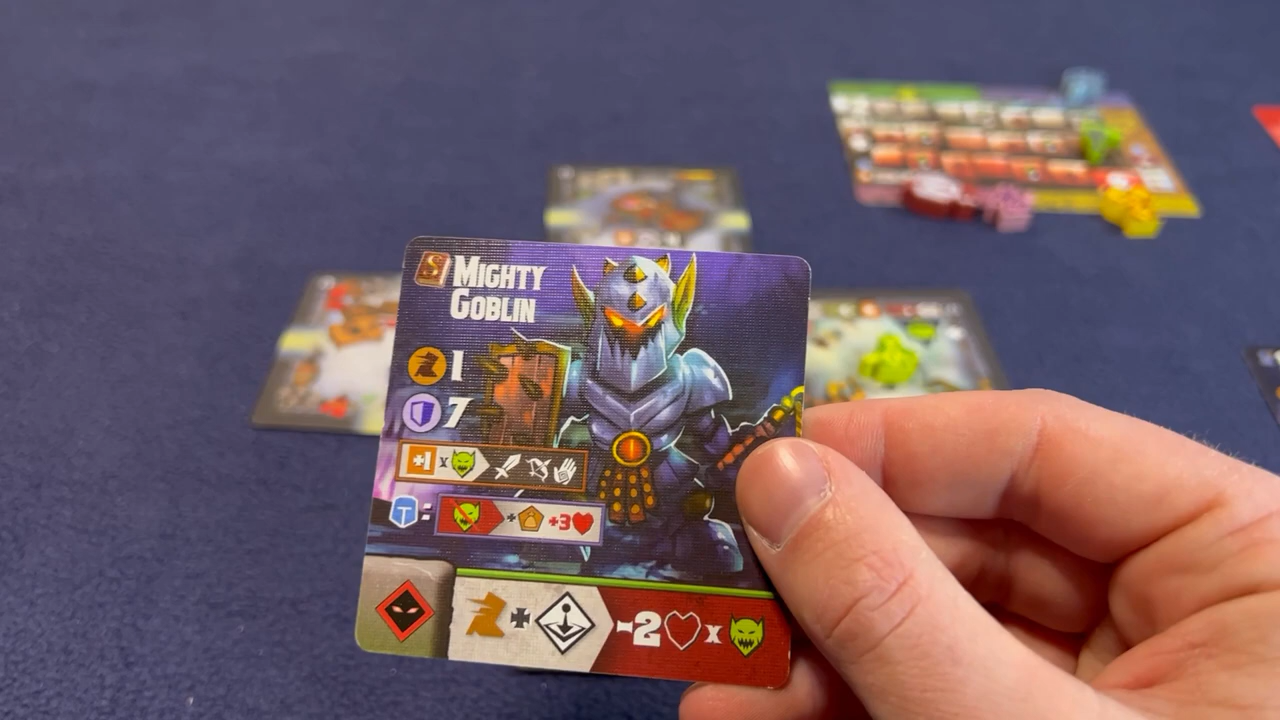 S
MIGHTY
GOBLIN
1
7
+1 x
T : + +3
+ -2 x